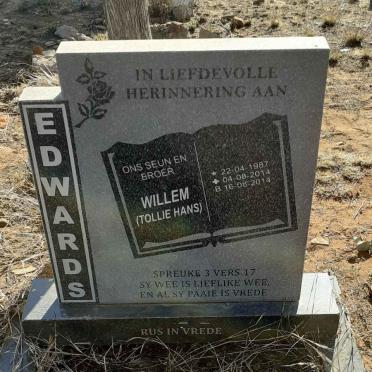 IN LIEFDEVOLLE
HERINNERING AAN
EDWARDS
ONS SEUN EN
BROER
WILLEM
(TOLLIE HANS)
* 22-04-1987
✝ 04-08-2014
B 16-08-2014
SPREUKE 3 VERS 17
SY WEË IS LIEFLIKE WEË,
EN AL SY PAAIE IS VREDE
RUS IN VREDE